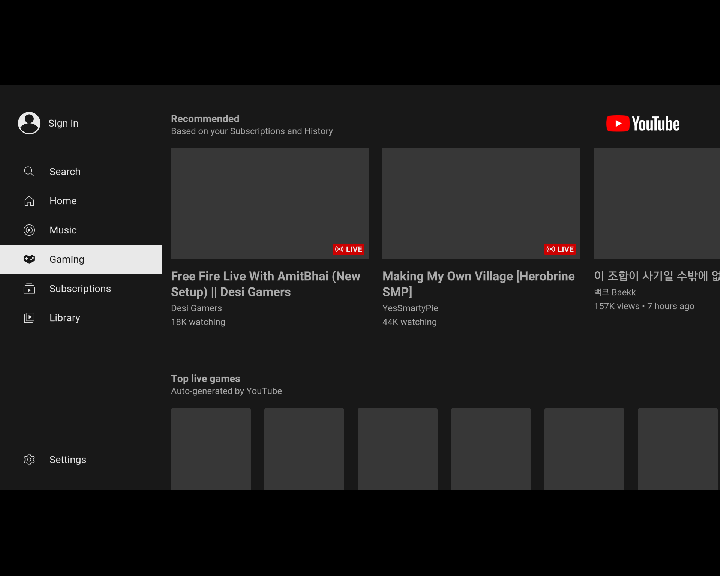 Sign In
Search
Home
Music
Gaming
Subscriptions
Library
Settings
Recommended
Based on your Subscriptions and History
YouTube
LIVE
Free Fire Live With AmitBhai (New
Setup) || Desi Gamers
Desi Gamers
18K watching
LIVE
Making My Own Village [Herobrine
SMP]
YesSmartyPie
44K watching
이 조합이 사기일 수밖에 없
백크 Baekk
157K views • 7 hours ago
Top live games
Auto-generated by YouTube